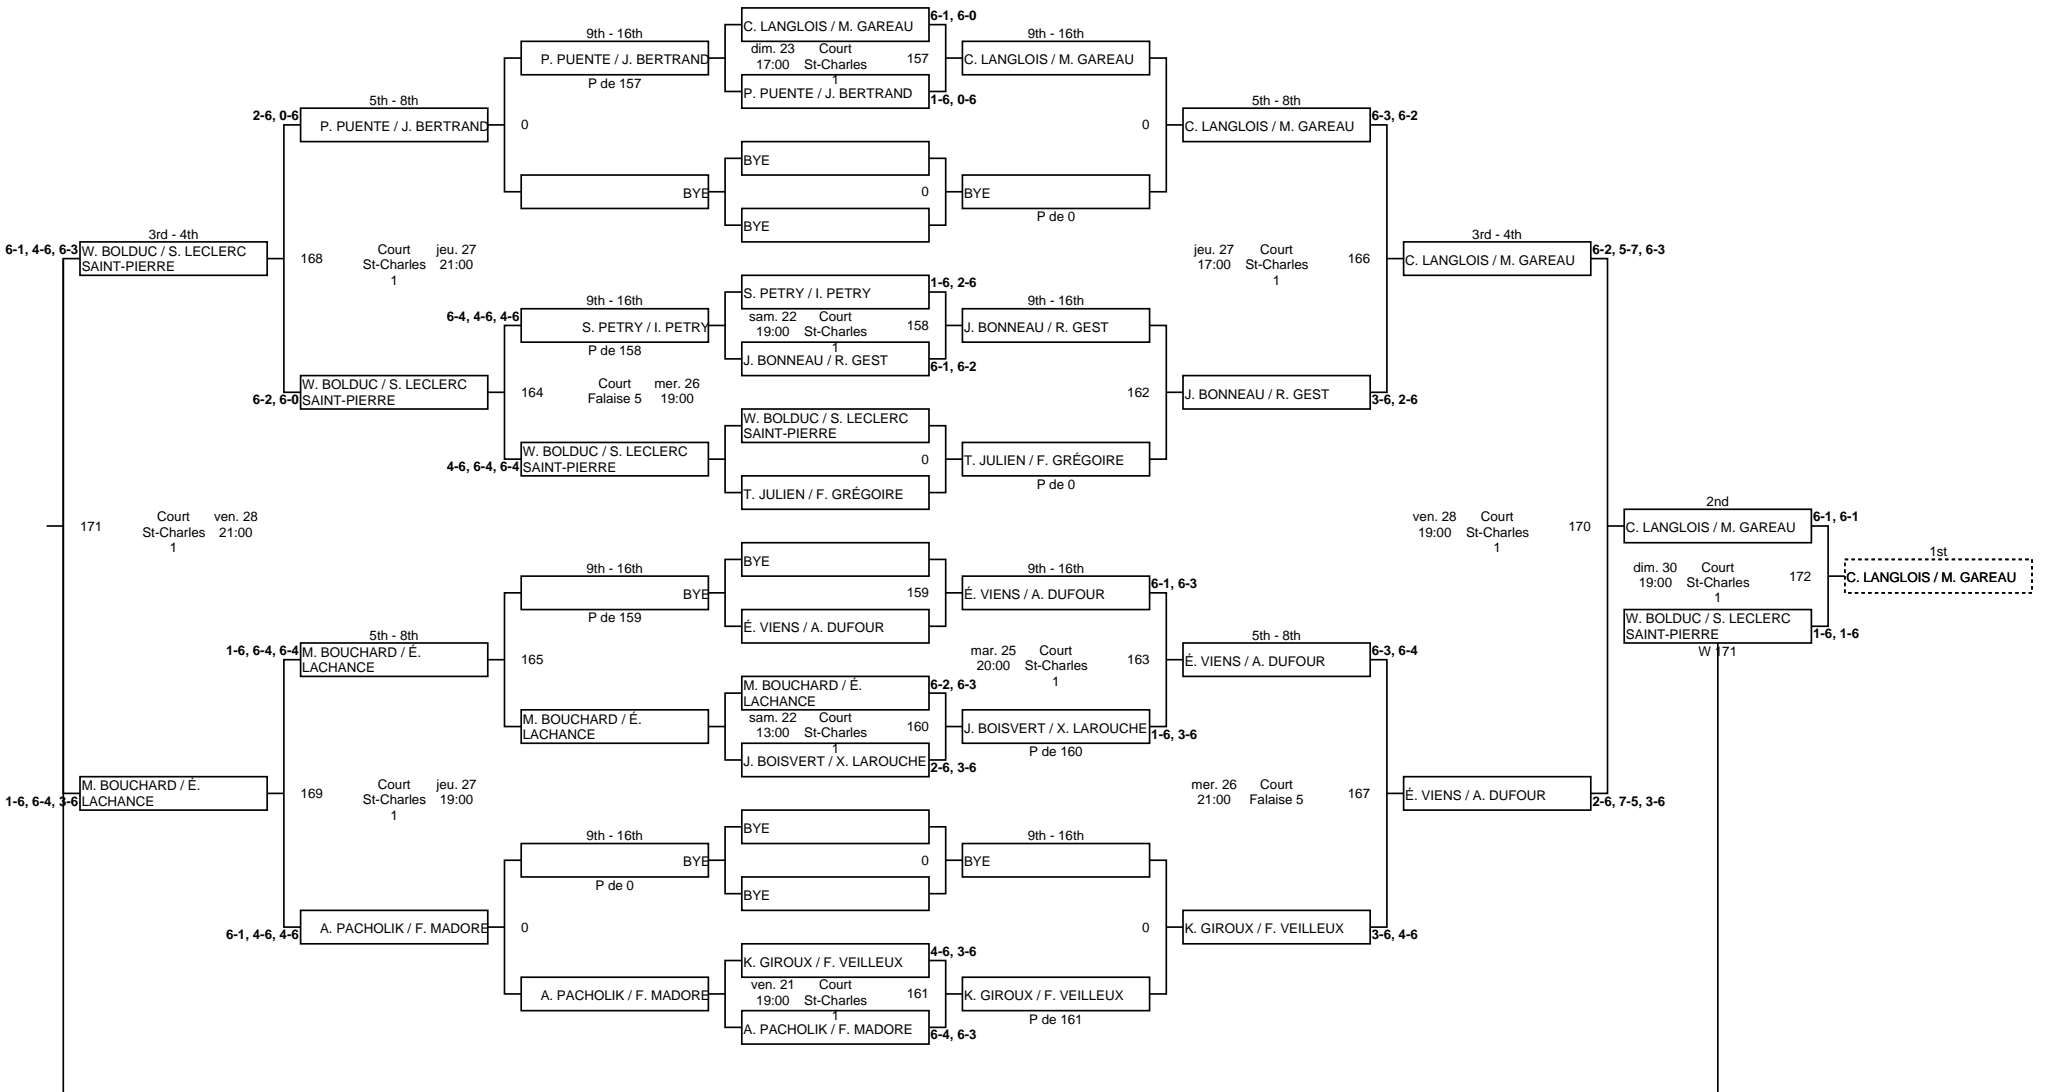 C. LANGLOIS / M. GAREAU
6-1, 6-0
dim. 23 Court
17:00 St-Charles 157
1
P. PUENTE / J. BERTRAND
1-6, 0-6
9th - 16th
P. PUENTE / J. BERTRAND
P de 157
9th - 16th
C. LANGLOIS / M. GAREAU
5th - 8th
2-6, 0-6
P. PUENTE / J. BERTRAND
0
0
5th - 8th
C. LANGLOIS / M. GAREAU
6-3, 6-2
BYE
BYE
0
BYE
P de 0
BYE
3rd - 4th
6-1, 4-6, 6-3
W. BOLDUC / S. LECLERC
SAINT-PIERRE
168
Court jeu. 27
St-Charles 21:00
1
jeu. 27 Court
17:00 St-Charles 166
1
3rd - 4th
C. LANGLOIS / M. GAREAU
6-2, 5-7, 6-3
9th - 16th
6-4, 4-6, 4-6
S. PETRY / I. PETRY
P de 158
S. PETRY / I. PETRY
1-6, 2-6
sam. 22 Court
19:00 St-Charles 158
1
J. BONNEAU / R. GEST
6-1, 6-2
9th - 16th
J. BONNEAU / R. GEST
6-2, 6-0
W. BOLDUC / S. LECLERC
SAINT-PIERRE
164
Court mer. 26
Falaise 5 19:00
162
J. BONNEAU / R. GEST
3-6, 2-6
4-6, 6-4, 6-4
W. BOLDUC / S. LECLERC
SAINT-PIERRE
W. BOLDUC / S. LECLERC
SAINT-PIERRE
0
T. JULIEN / F. GRÉGOIRE
T. JULIEN / F. GRÉGOIRE
P de 0
171
Court ven. 28
St-Charles 21:00
1
ven. 28 Court
19:00 St-Charles 170
1
2nd
C. LANGLOIS / M. GAREAU
6-1, 6-1
dim. 30 Court
19:00 St-Charles 172
1
W. BOLDUC / S. LECLERC
SAINT-PIERRE
1-6, 1-6
W 171
1st
C. LANGLOIS / M. GAREAU
9th - 16th
BYE
P de 159
BYE
159
É. VIENS / A. DUFOUR
9th - 16th
É. VIENS / A. DUFOUR
6-1, 6-3
5th - 8th
1-6, 6-4, 6-4
M. BOUCHARD / É.
LACHANCE
165
mar. 25 Court
20:00 St-Charles 163
1
5th - 8th
É. VIENS / A. DUFOUR
6-3, 6-4
M. BOUCHARD / É.
LACHANCE
M. BOUCHARD / É.
LACHANCE
6-2, 6-3
sam. 22 Court
13:00 St-Charles 160
1
J. BOISVERT / X. LAROUCHE
2-6, 3-6
J. BOISVERT / X. LAROUCHE
1-6, 3-6
P de 160
1-6, 6-4, 3-6
M. BOUCHARD / É.
LACHANCE
169
Court jeu. 27
St-Charles 19:00
1
mer. 26 Court
21:00 Falaise 5 167
É. VIENS / A. DUFOUR
2-6, 7-5, 3-6
9th - 16th
BYE
P de 0
BYE
0
BYE
9th - 16th
BYE
6-1, 4-6, 4-6
A. PACHOLIK / F. MADORE
0
0
K. GIROUX / F. VEILLEUX
3-6, 4-6
A. PACHOLIK / F. MADORE
K. GIROUX / F. VEILLEUX
4-6, 3-6
ven. 21 Court
19:00 St-Charles 161
1
A. PACHOLIK / F. MADORE
6-4, 6-3
K. GIROUX / F. VEILLEUX
P de 161